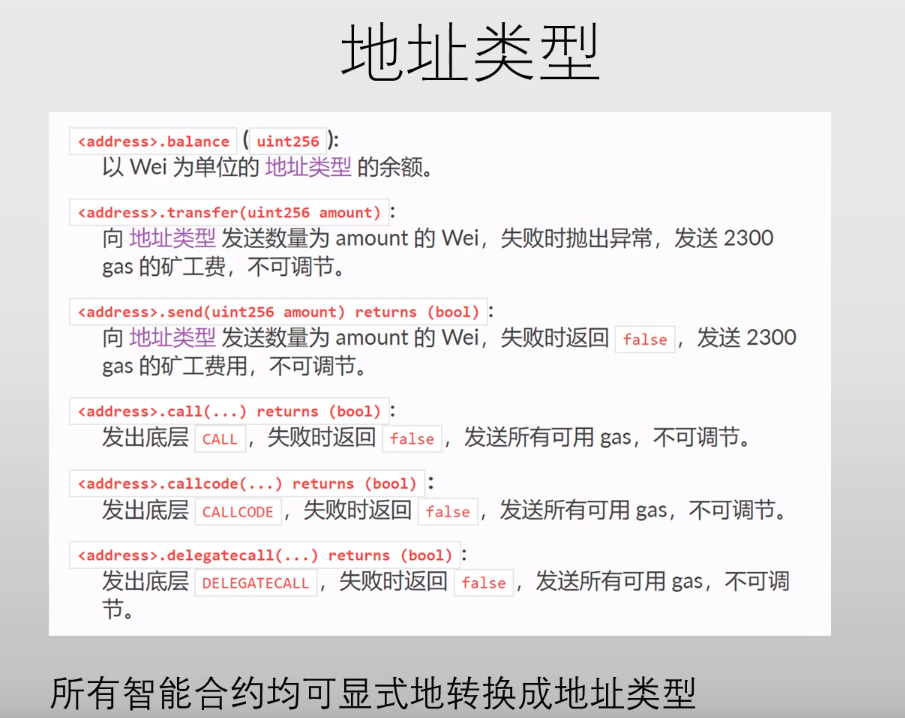 地址类型
<address>.balance (uint256):
以 Wei 为单位的 地址类型 的余额。
<address>.transfer(uint256 amount):
向 地址类型 发送数量为 amount 的 Wei，失败时抛出异常，发送 2300
gas 的矿工费，不可调节。
<address>.send(uint256 amount) returns (bool):
向 地址类型 发送数量为 amount 的 Wei，失败时返回 false，发送 2300
gas 的矿工费用，不可调节。
<address>.call(...) returns (bool):
发出底层 CALL，失败时返回 false，发送所有可用 gas，不可调节。
<address>.callcode(...) returns (bool):
发出底层 CALLCODE，失败时返回 false，发送所有可用 gas，不可调节。
<address>.delegatecall(...) returns (bool):
发出底层 DELEGATECALL，失败时返回 false，发送所有可用 gas，不可调
节。
所有智能合约均可显式地转换成地址类型